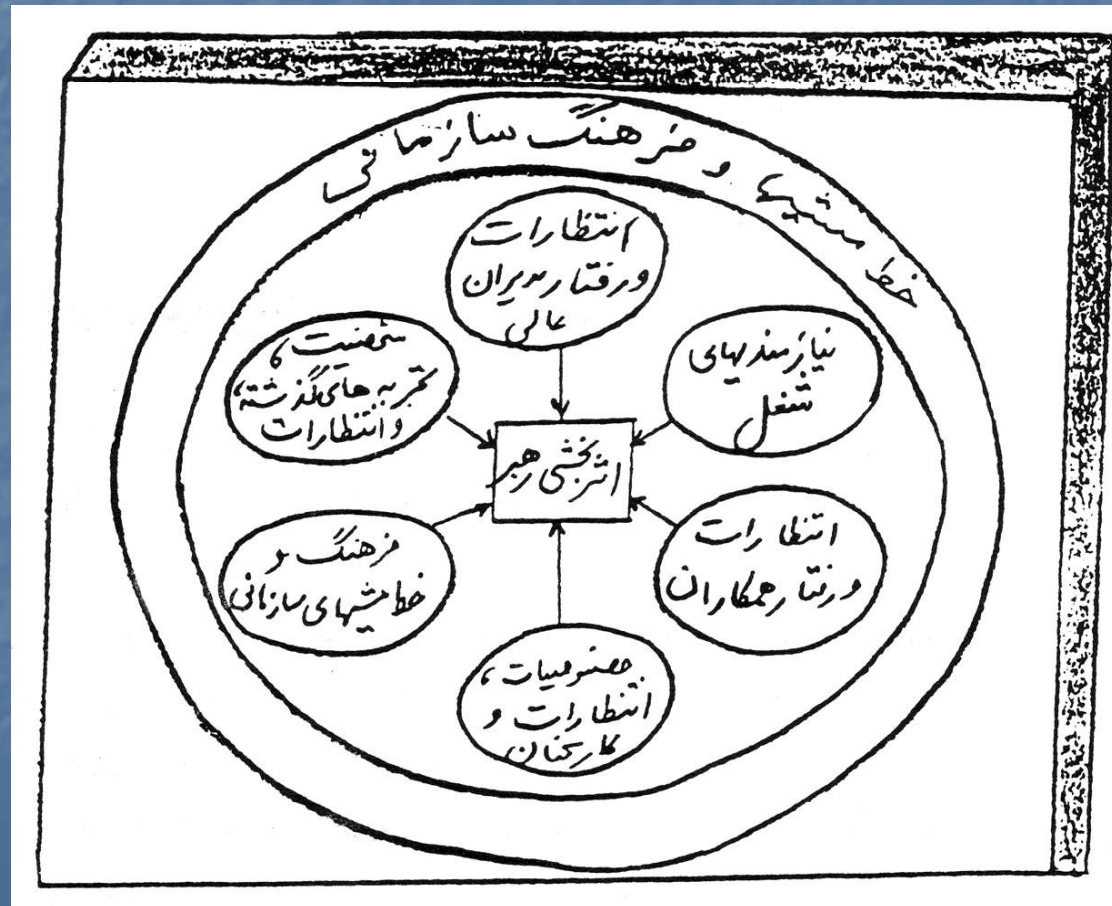 خط مشیها و فرهنگ سازمانی
انتظارات
و رفتار مدیران
عالی
نیازمندیهای
شغل
شخصیت،
تجربه های گذشته،
و انتظارات
اثربخشی رهبر
انتظارات
و رفتار همکاران
فرهنگ و
خط مشیهای سازمانی
خصوصیات،
انتظارات و
کارکنان